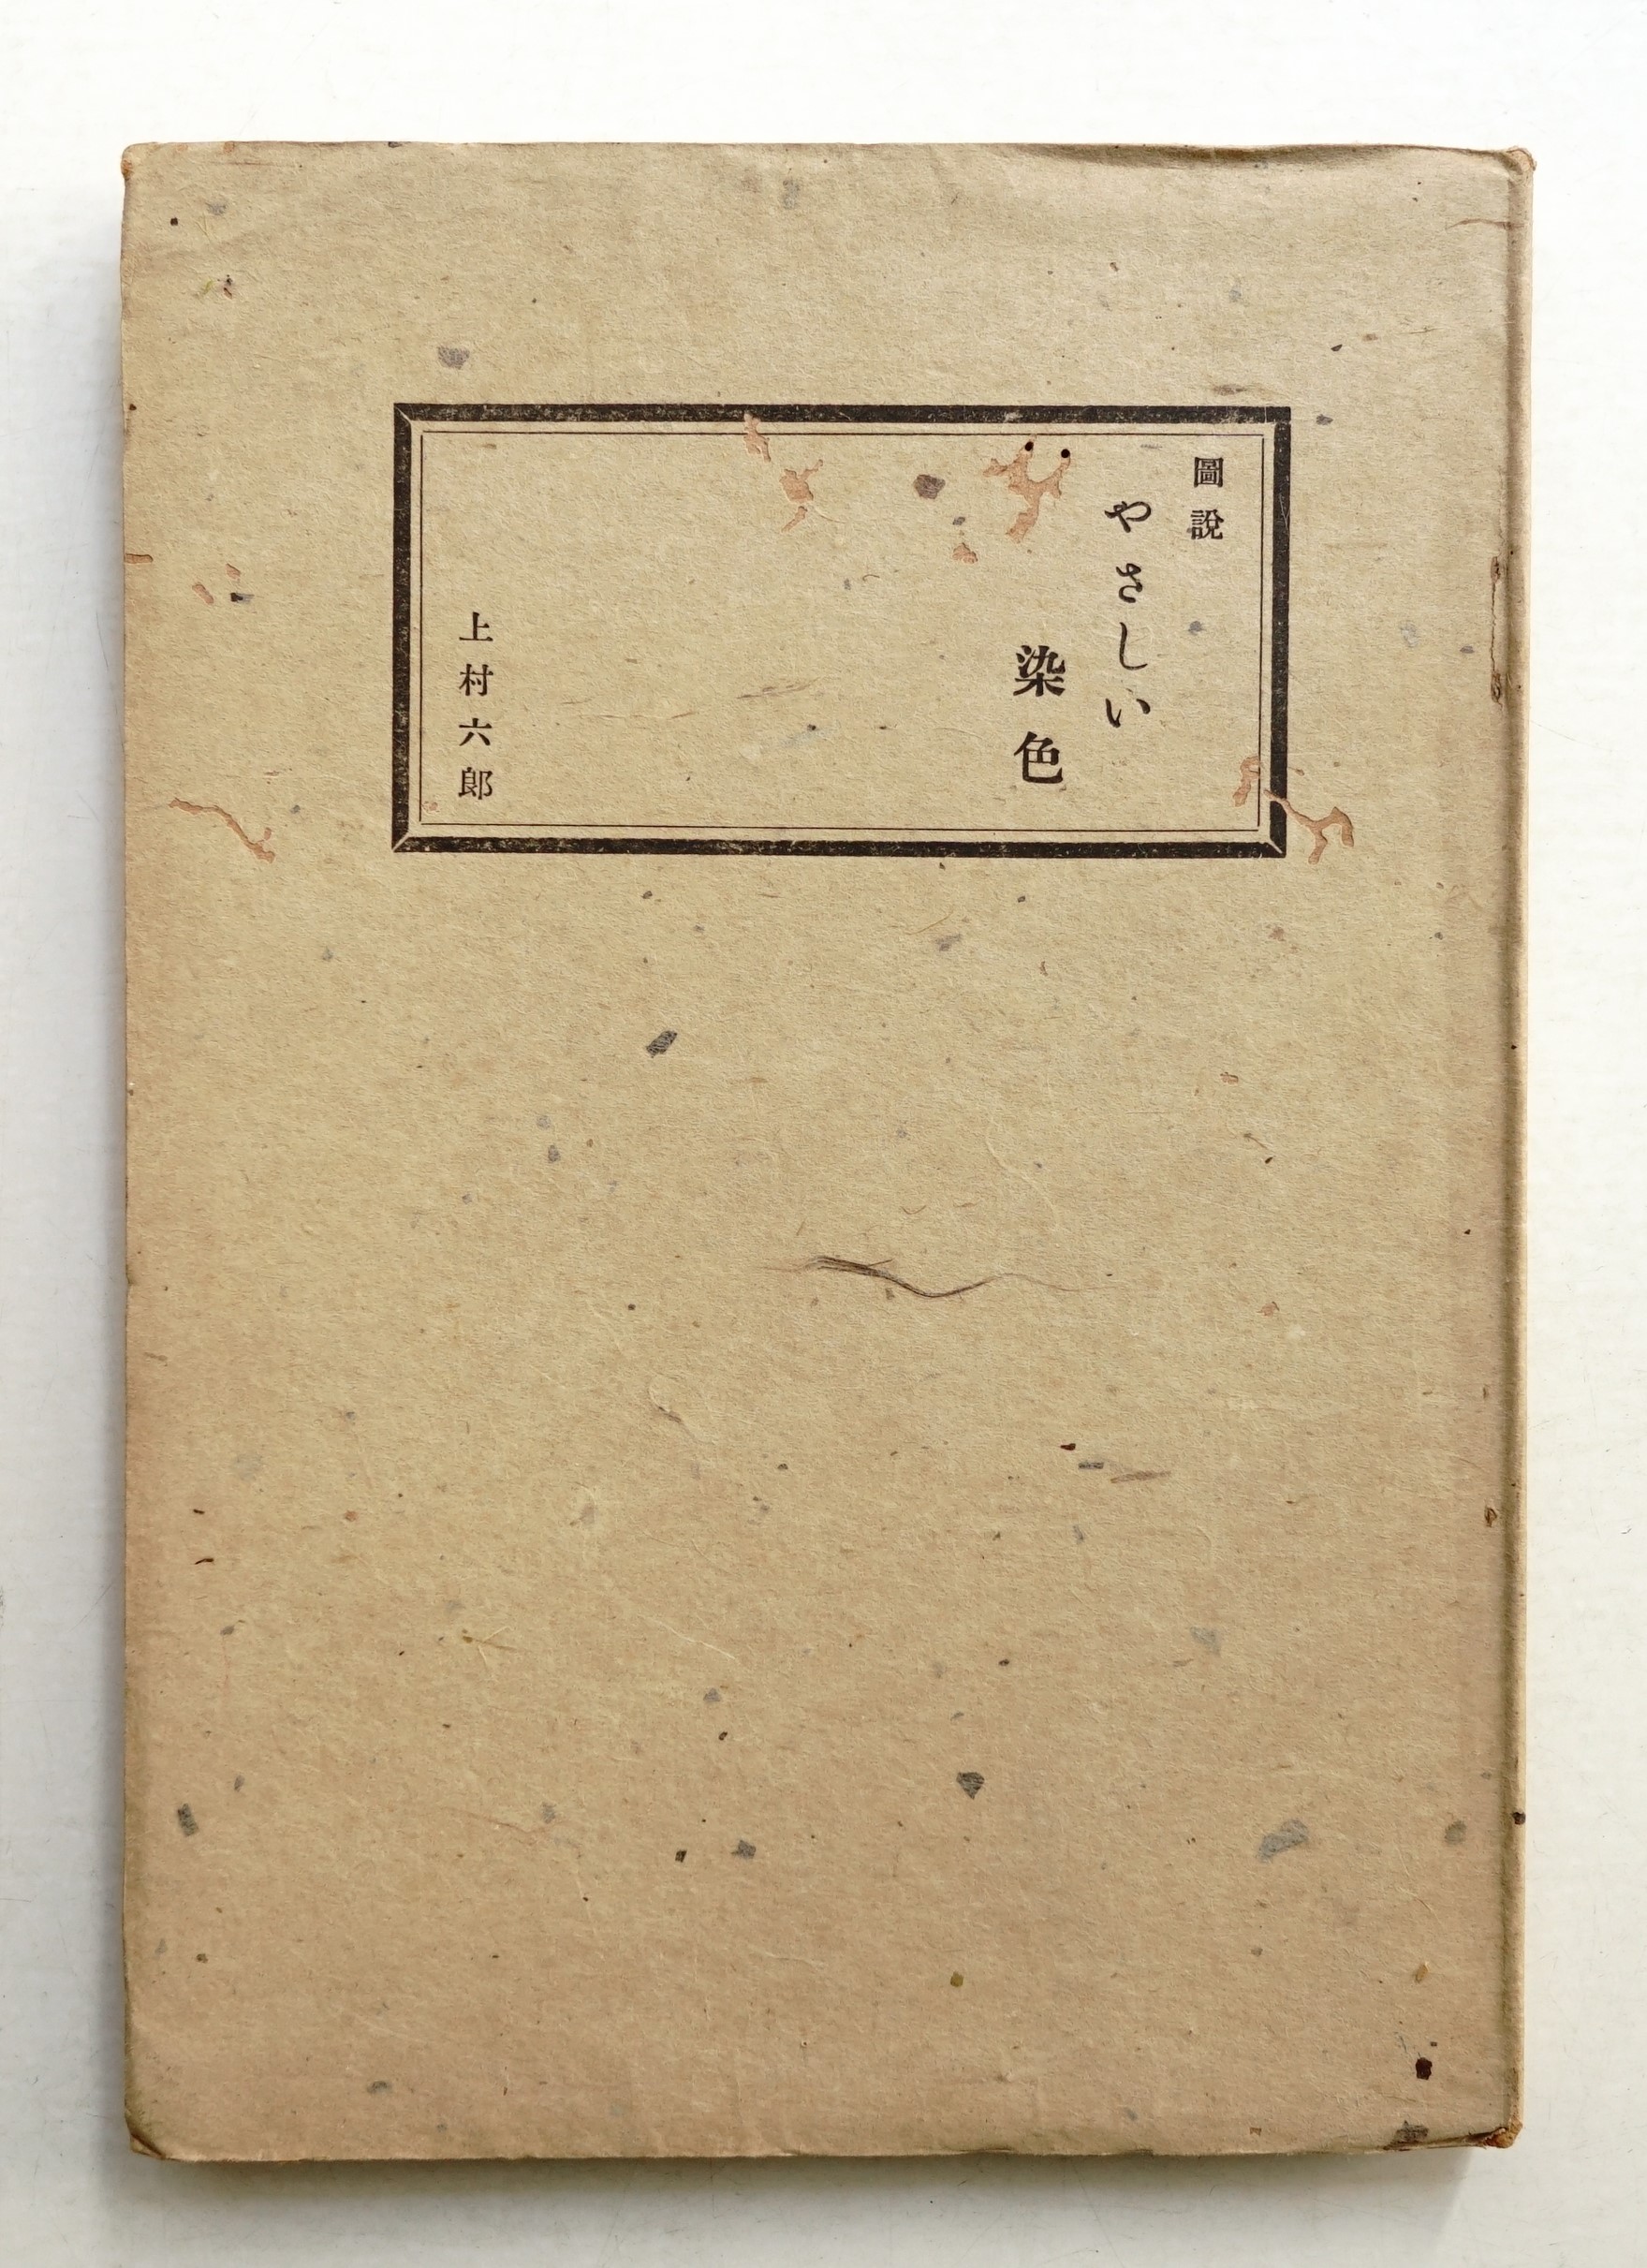 圖說
やさしい
染色
上村六郎